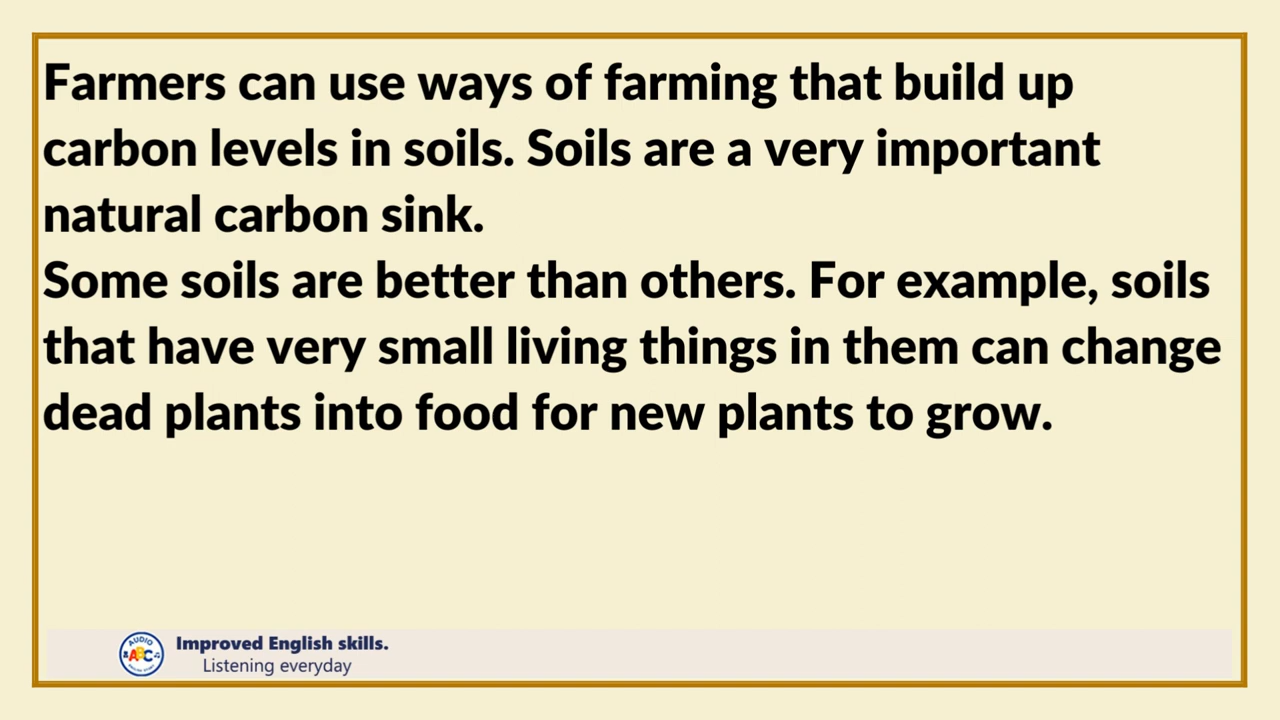 Farmers can use ways of farming that build up
carbon levels in soils. Soils are a very important
natural carbon sink.
Some soils are better than others. For example, soils
that have very small living things in them can change
dead plants into food for new plants to grow.
AUDIO
ABC
Improved English skills.
Listening everyday